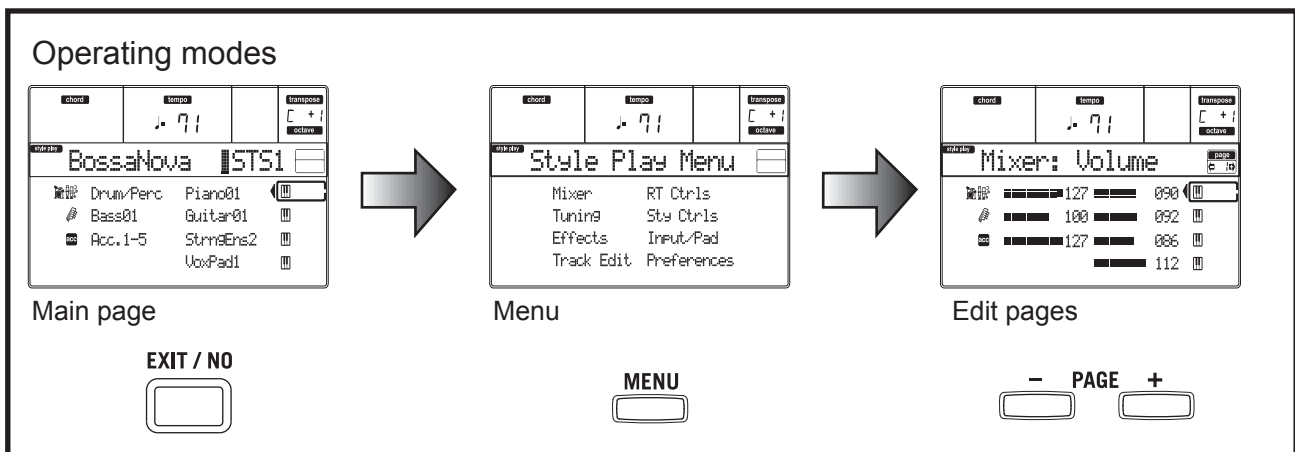 Operating modes
chord tempo transpose
♩= 71 C +1
octave
style play
BossaNova STS1
Drum/Perc Piano01
Bass01 Guitar01
acc Acc.1-5 StrngEns2
VoxPad1
Main page
EXIT / NO
chord tempo transpose
♩= 71 C +1
octave
style play
Style Play Menu
Mixer RT Ctrls
Tuning Sty Ctrls
Effects Input/Pad
Track Edit Preferences
Menu
MENU
chord tempo transpose
♩= 71 C +1
octave
style play
Mixer: Volume page
127 090
100 092
acc 127 086
112
Edit pages
– PAGE +